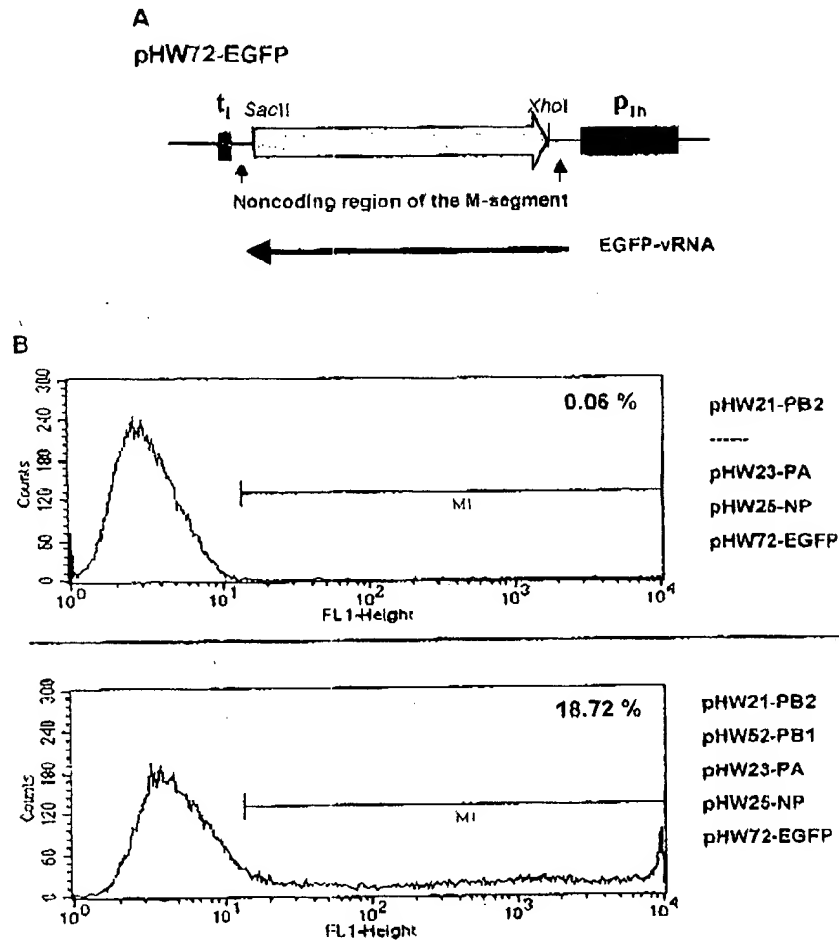 A
pHW72-EGFP
tI SacII XhoI pIh
Noncoding region of the M-segment
EGFP-vRNA
B
300
240
180
120
60
0
Counts
0.06 %
M1
10^0 10^1 10^2 10^3 10^4
FL1-Height
pHW21-PB2
-----
pHW23-PA
pHW25-NP
pHW72-EGFP
300
240
180
120
60
0
Counts
18.72 %
M1
10^0 10^1 10^2 10^3 10^4
FL1-Height
pHW21-PB2
pHW52-PB1
pHW23-PA
pHW25-NP
pHW72-EGFP